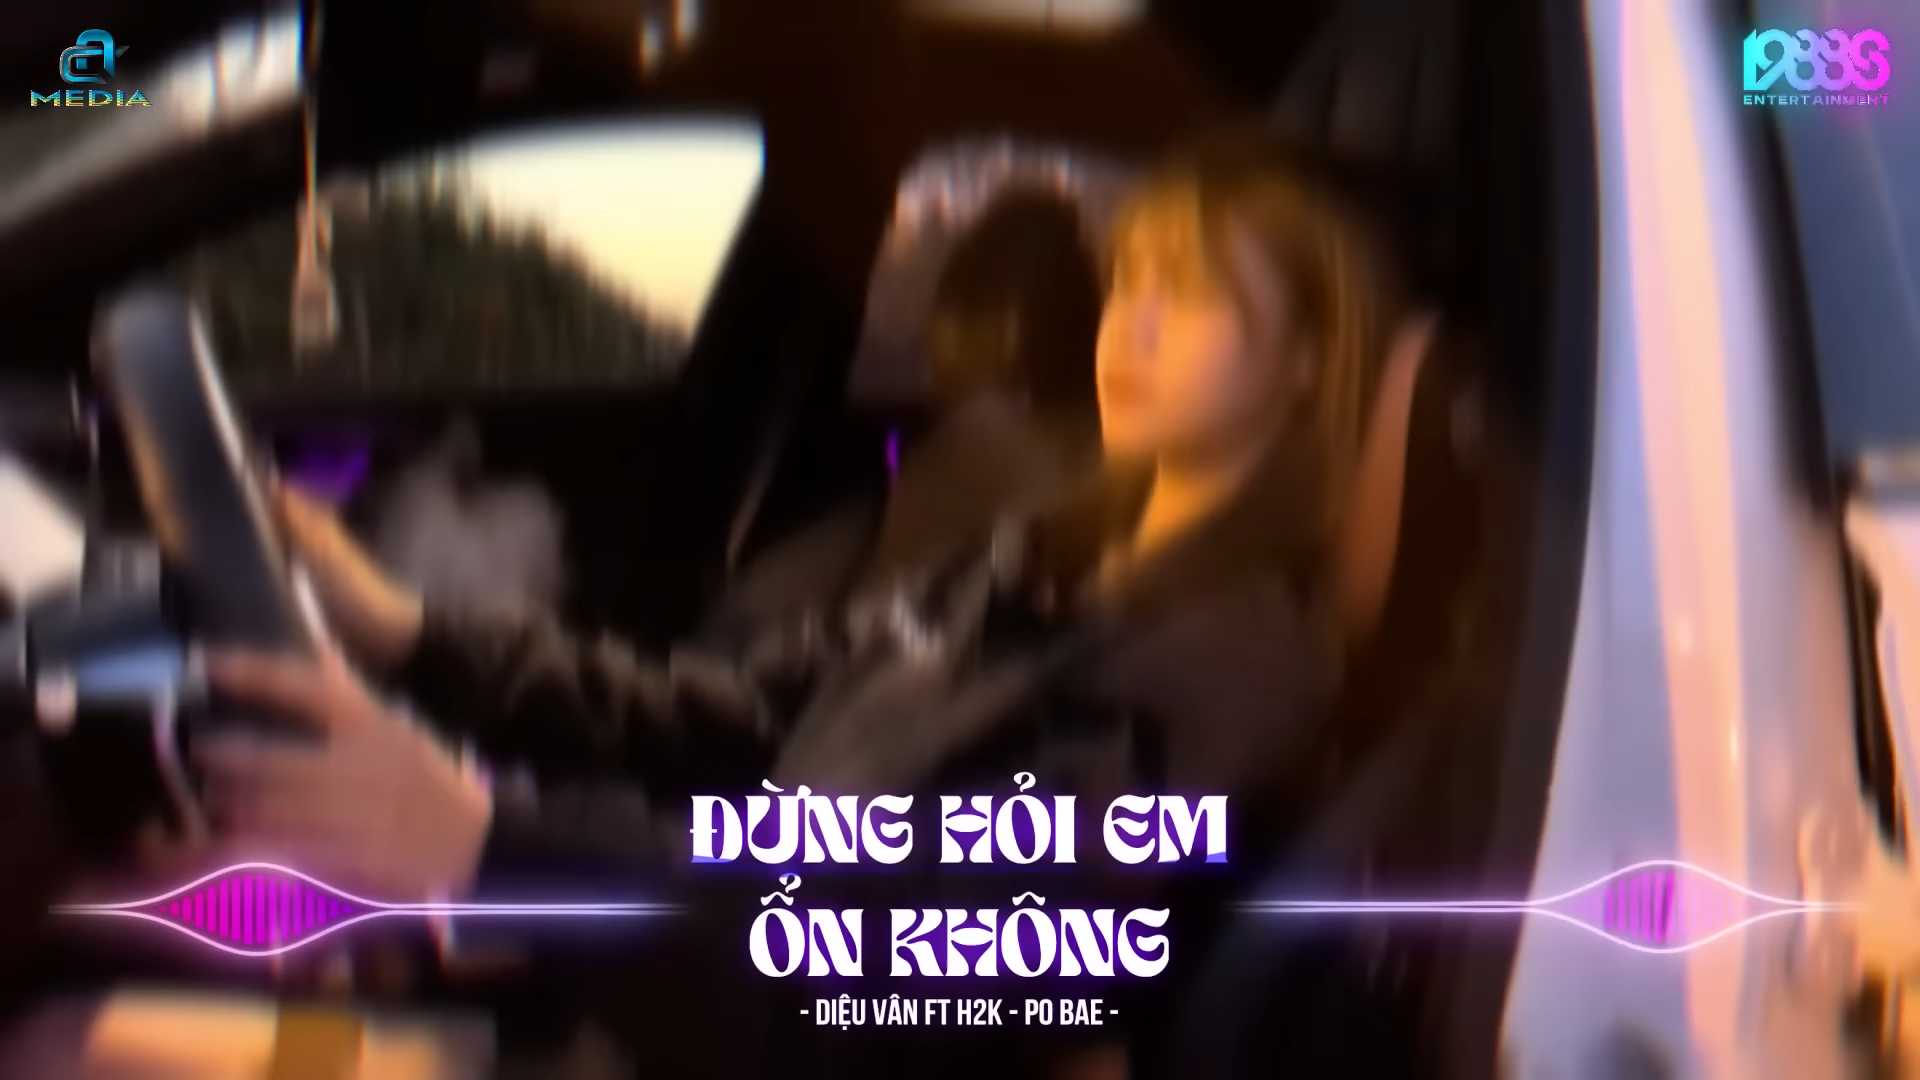 MEDIA
1988S
ENTERTAINMENT
ĐỪNG HỎI EM
ỔN KHÔNG
- DIỆU VÂN FT H2K - PO BAE -